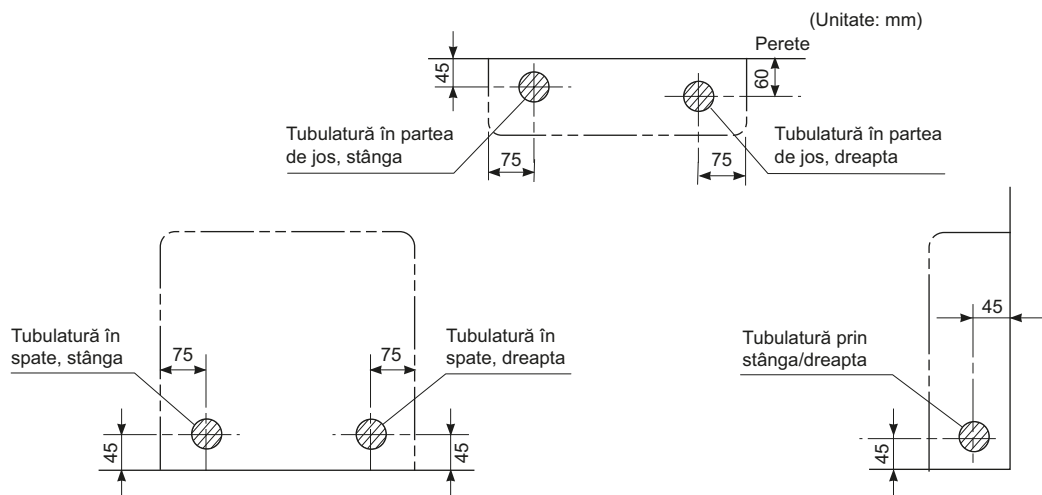 (Unitate: mm)
Perete
45
60
Tubulatură în partea
de jos, stânga
75
75
Tubulatură în partea
de jos, dreapta
Tubulatură în
spate, stânga
75
75
Tubulatură în
spate, dreapta
45
45
45
Tubulatură prin
stânga/dreapta
45